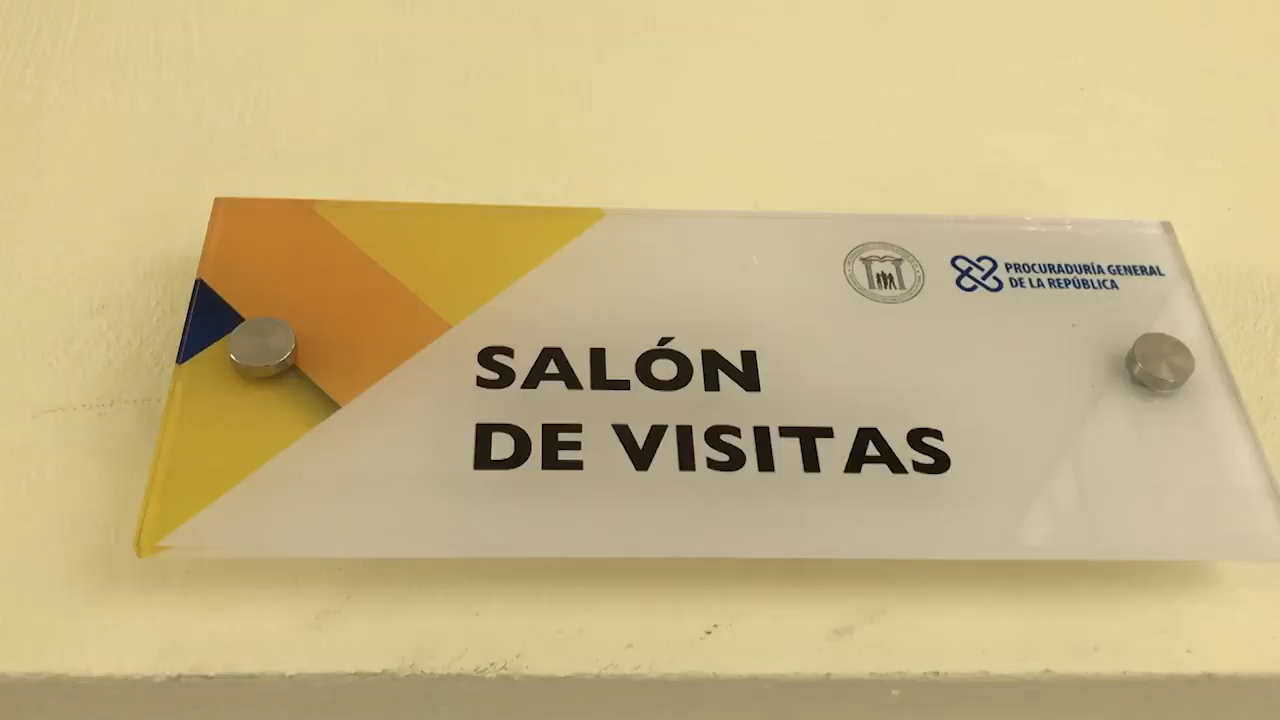 PROCURADURÍA GENERAL
DE LA REPÚBLICA
SALÓN
DE VISITAS